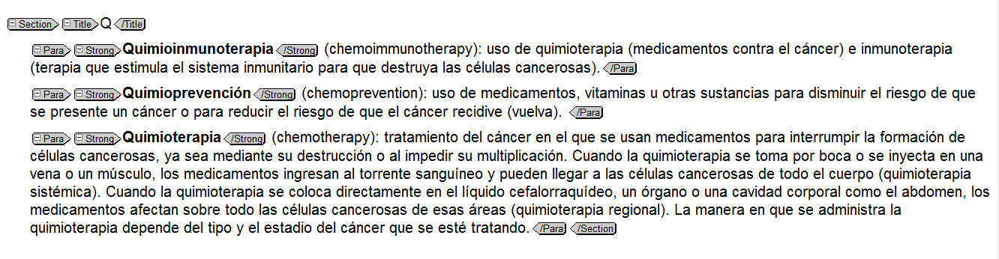 Section Title Q /Title
Para Strong Quimioinmunoterapia /Strong (chemoimmunotherapy): uso de quimioterapia (medicamentos contra el cáncer) e inmunoterapia
(terapia que estimula el sistema inmunitario para que destruya las células cancerosas). /Para
Para Strong Quimioprevención /Strong (chemoprevention): uso de medicamentos, vitaminas u otras sustancias para disminuir el riesgo de que
se presente un cáncer o para reducir el riesgo de que el cáncer recidive (vuelva). /Para
Para Strong Quimioterapia /Strong (chemotherapy): tratamiento del cáncer en el que se usan medicamentos para interrumpir la formación de
células cancerosas, ya sea mediante su destrucción o al impedir su multiplicación. Cuando la quimioterapia se toma por boca o se inyecta en una
vena o un músculo, los medicamentos ingresan al torrente sanguíneo y pueden llegar a las células cancerosas de todo el cuerpo (quimioterapia
sistémica). Cuando la quimioterapia se coloca directamente en el líquido cefalorraquídeo, un órgano o una cavidad corporal como el abdomen, los
medicamentos afectan sobre todo las células cancerosas de esas áreas (quimioterapia regional). La manera en que se administra la
quimioterapia depende del tipo y el estadio del cáncer que se esté tratando. /Para /Section